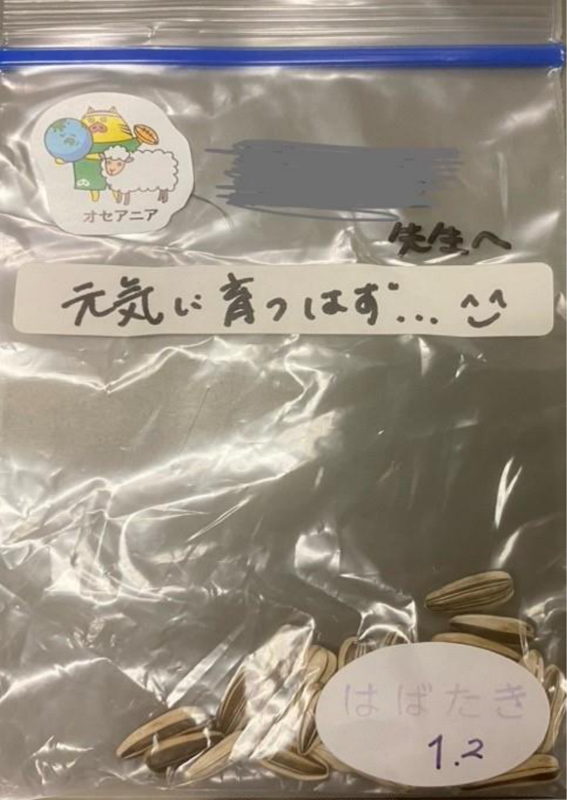 オセアニア
先生へ
元気に育つはず... ^^
はばたき
1.2